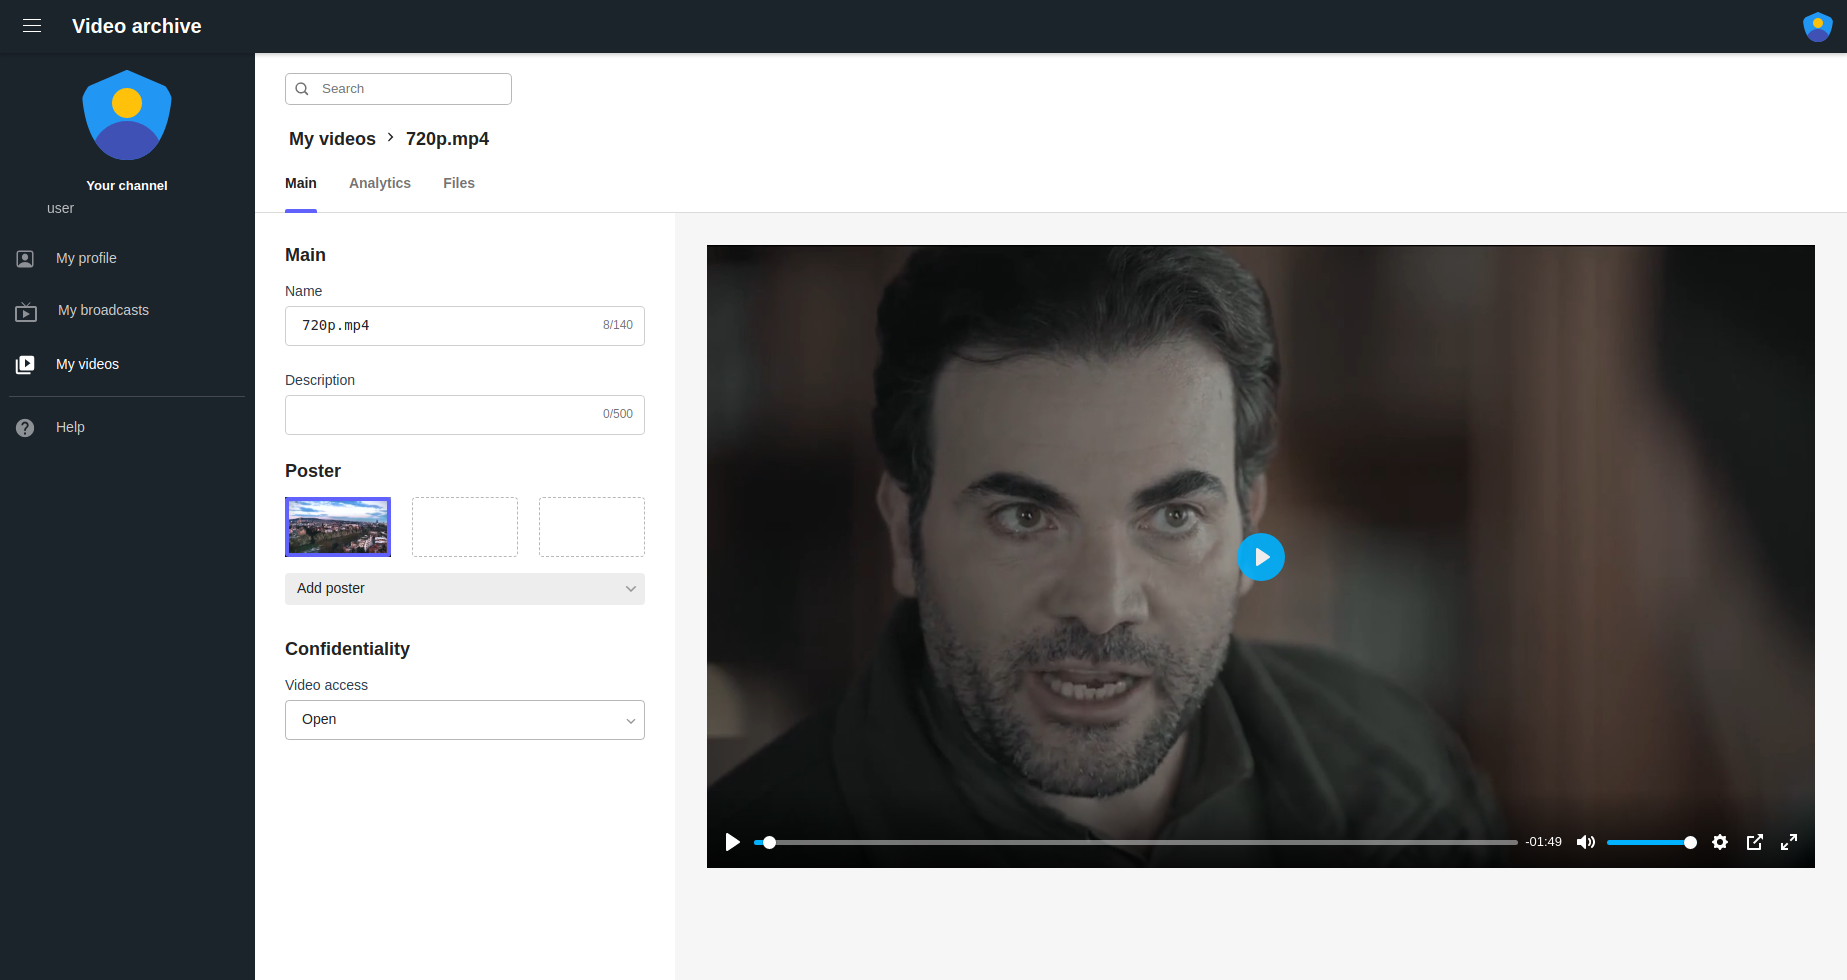 Video archive
Your channel
user
My profile
My broadcasts
My videos
Help
Search
My videos > 720p.mp4
Main Analytics Files
Main
Name
720p.mp4 8/140
Description
0/500
Poster
Add poster
Confidentiality
Video access
Open
-01:49